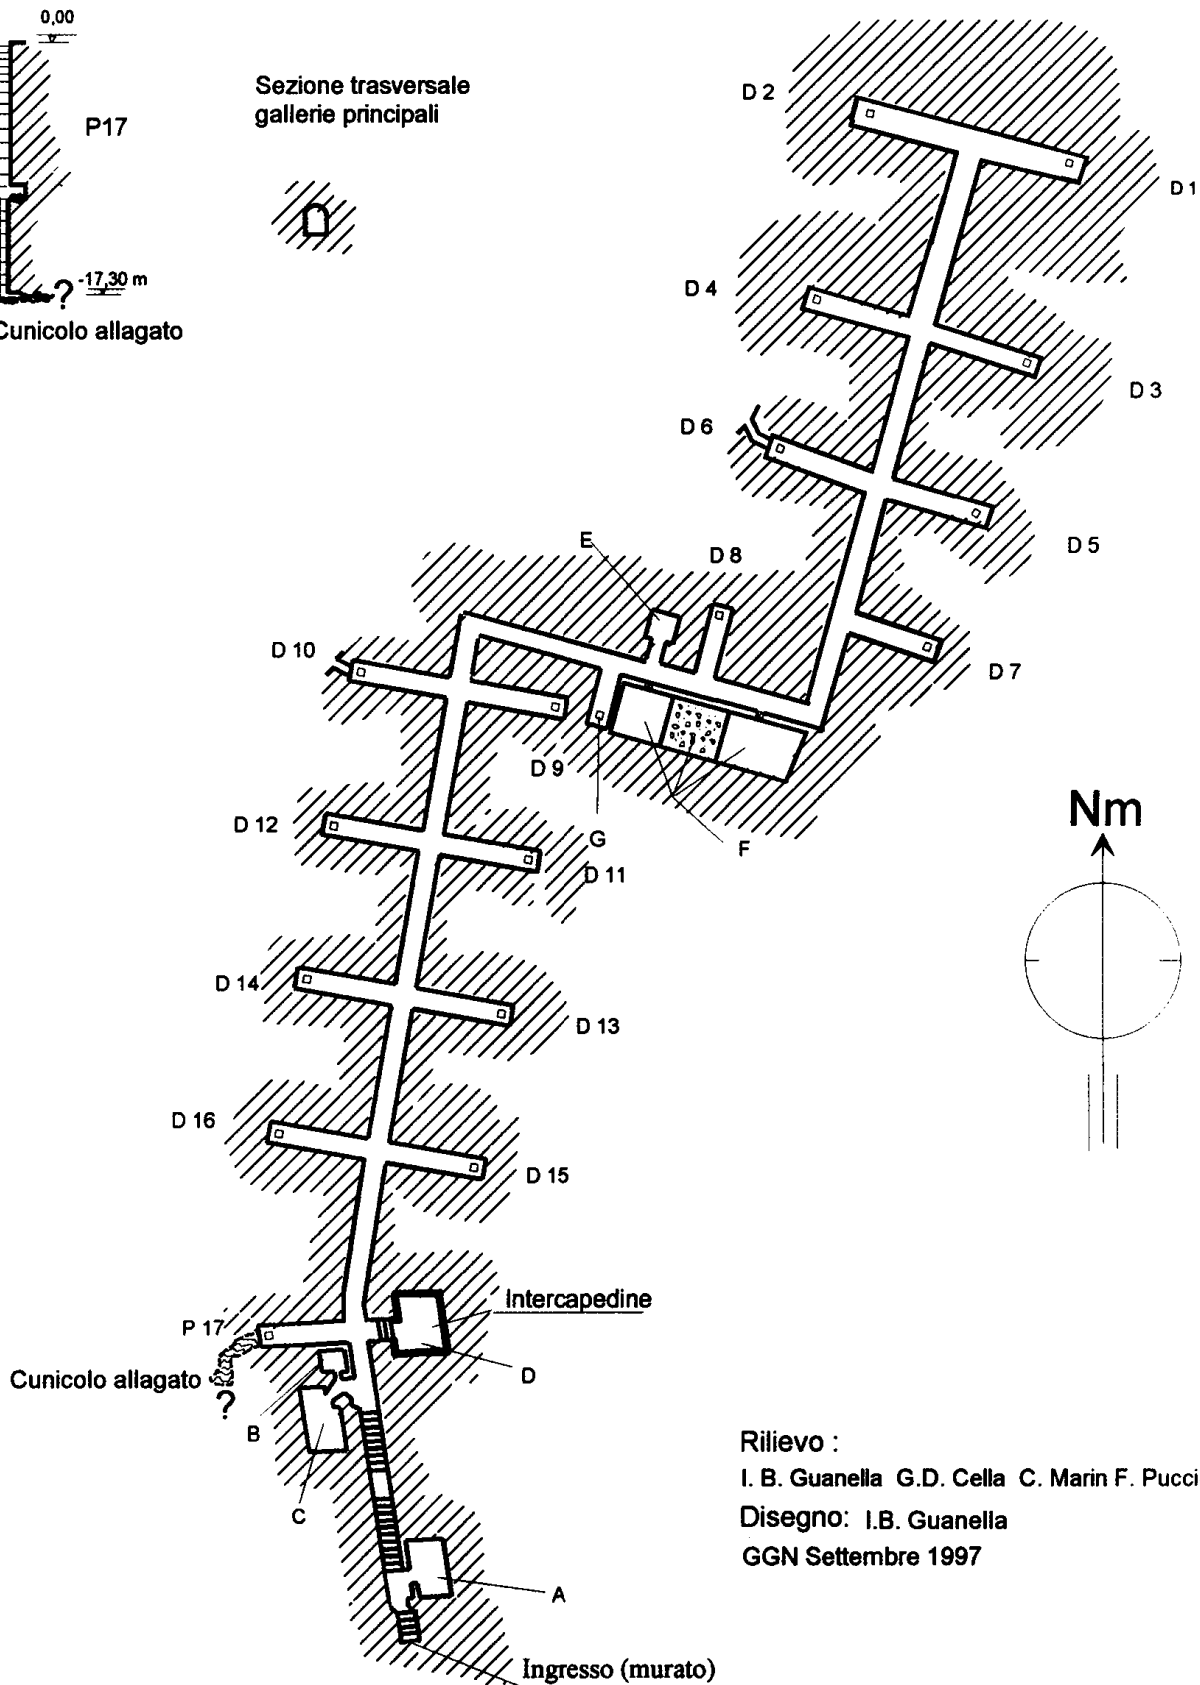 0,00
P17
Sezione trasversale
gallerie principali
-17,30 m
?
Cunicolo allagato
D 2
D 1
D 4
D 3
D 6
D 5
E
D 8
D 10
D 7
D 9
G
F
D 12
D 11
Nm
D 14
D 13
D 16
D 15
Intercapedine
P 17
D
Cunicolo allagato
?
B
C
A
Ingresso (murato)
Rilievo :
I. B. Guanella G.D. Cella C. Marin F. Pucci
Disegno: I.B. Guanella
GGN Settembre 1997